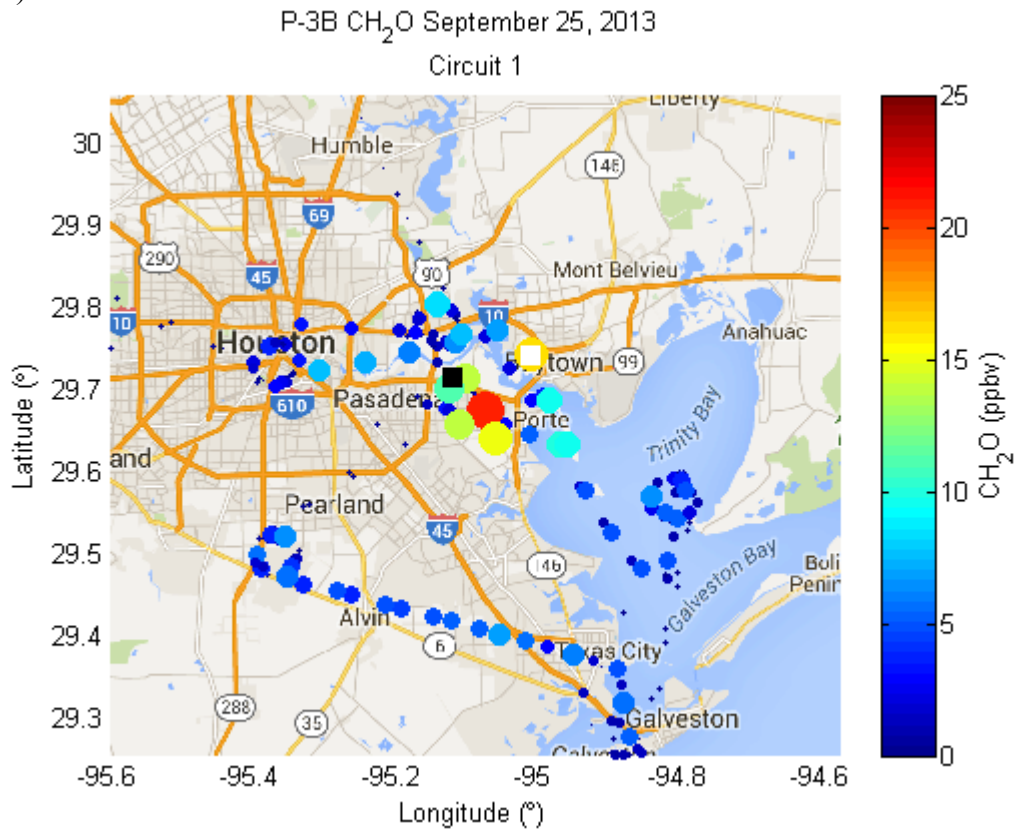 )
P-3B CH₂O September 25, 2013
Circuit 1
Liberty
30
Humble
146
29.9
69
290
45
90
Mont Belvieu
29.8
10
10
Houston
Anahuac
99
29.7
610
Pasadena
Porte
Trinity Bay
29.6
and
Pearland
29.5
45
146
Galveston Bay
Boli
Penin
Alvin
29.4
6
Texas City
288
35
29.3
Galveston
-95.6
-95.4
-95.2
-95
-94.8
-94.6
Longitude (°)
Latitude (°)
25
20
15
10
5
0
CH₂O (ppbv)